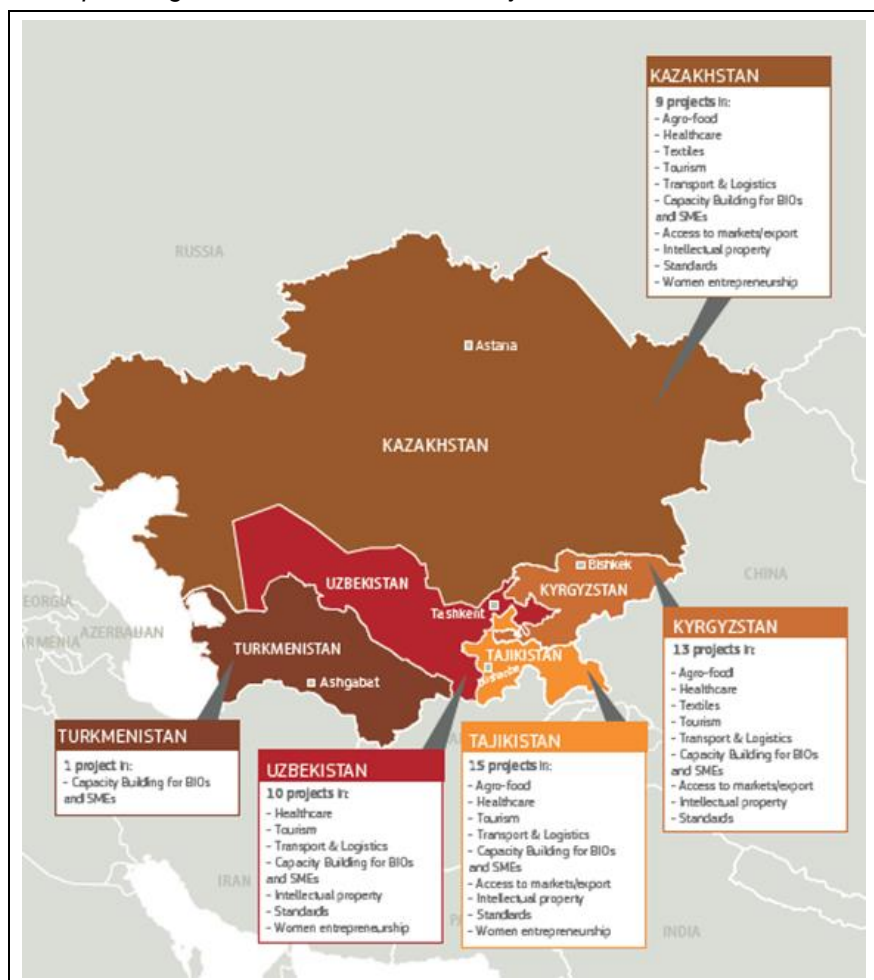 KAZAKHSTAN
9 projects in:
- Agro-food
- Healthcare
- Textiles
- Tourism
- Transport & Logistics
- Capacity Building for BIOs
and SMEs
- Access to markets/export
- Intellectual property
- Standards
- Women entrepreneurship
RUSSIA
Astana
KAZAKHSTAN
UZBEKISTAN
Bishkek
KYRGYZSTAN
CHINA
Tashkent
EORGIA
RMENIA
AZERBAIJAN
TURKMENISTAN
TAJIKISTAN
Ashgabat
KYRGYZSTAN
13 projects in:
- Agro-food
- Healthcare
- Textiles
- Tourism
- Transport & Logistics
- Capacity Building for BIOs
and SMEs
- Access to markets/export
- Intellectual property
- Standards
TURKMENISTAN
1 project in:
- Capacity Building for BIOs
and SMEs
UZBEKISTAN
10 projects in:
- Healthcare
- Tourism
- Transport & Logistics
- Capacity Building for BIOs
and SMEs
- Intellectual property
- Standards
- Women entrepreneurship
TAJIKISTAN
15 projects in:
- Agro-food
- Healthcare
- Tourism
- Transport & Logistics
- Capacity Building for BIOs
and SMEs
- Access to markets/export
- Intellectual property
- Standards
- Women entrepreneurship
IRAN
PA
INDIA